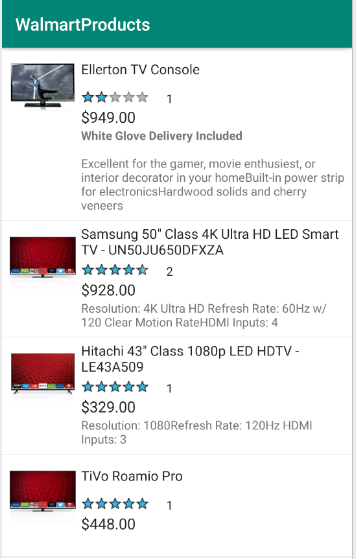 WalmartProducts
Ellerton TV Console
1
$949.00
White Glove Delivery Included
Excellent for the gamer, movie enthusiest, or
interior decorator in your homeBuilt-in power strip
for electronicsHardwood solids and cherry
veneers
Samsung 50" Class 4K Ultra HD LED Smart
TV - UN50JU650DFXZA
2
$928.00
Resolution: 4K Ultra HD Refresh Rate: 60Hz w/
120 Clear Motion RateHDMI Inputs: 4
Hitachi 43" Class 1080p LED HDTV -
LE43A509
1
$329.00
Resolution: 1080Refresh Rate: 120Hz HDMI
Inputs: 3
TiVo Roamio Pro
1
$448.00